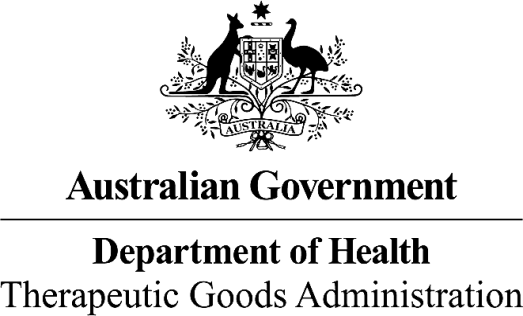 AUSTRALIA
Australian Government
Department of Health
Therapeutic Goods Administration